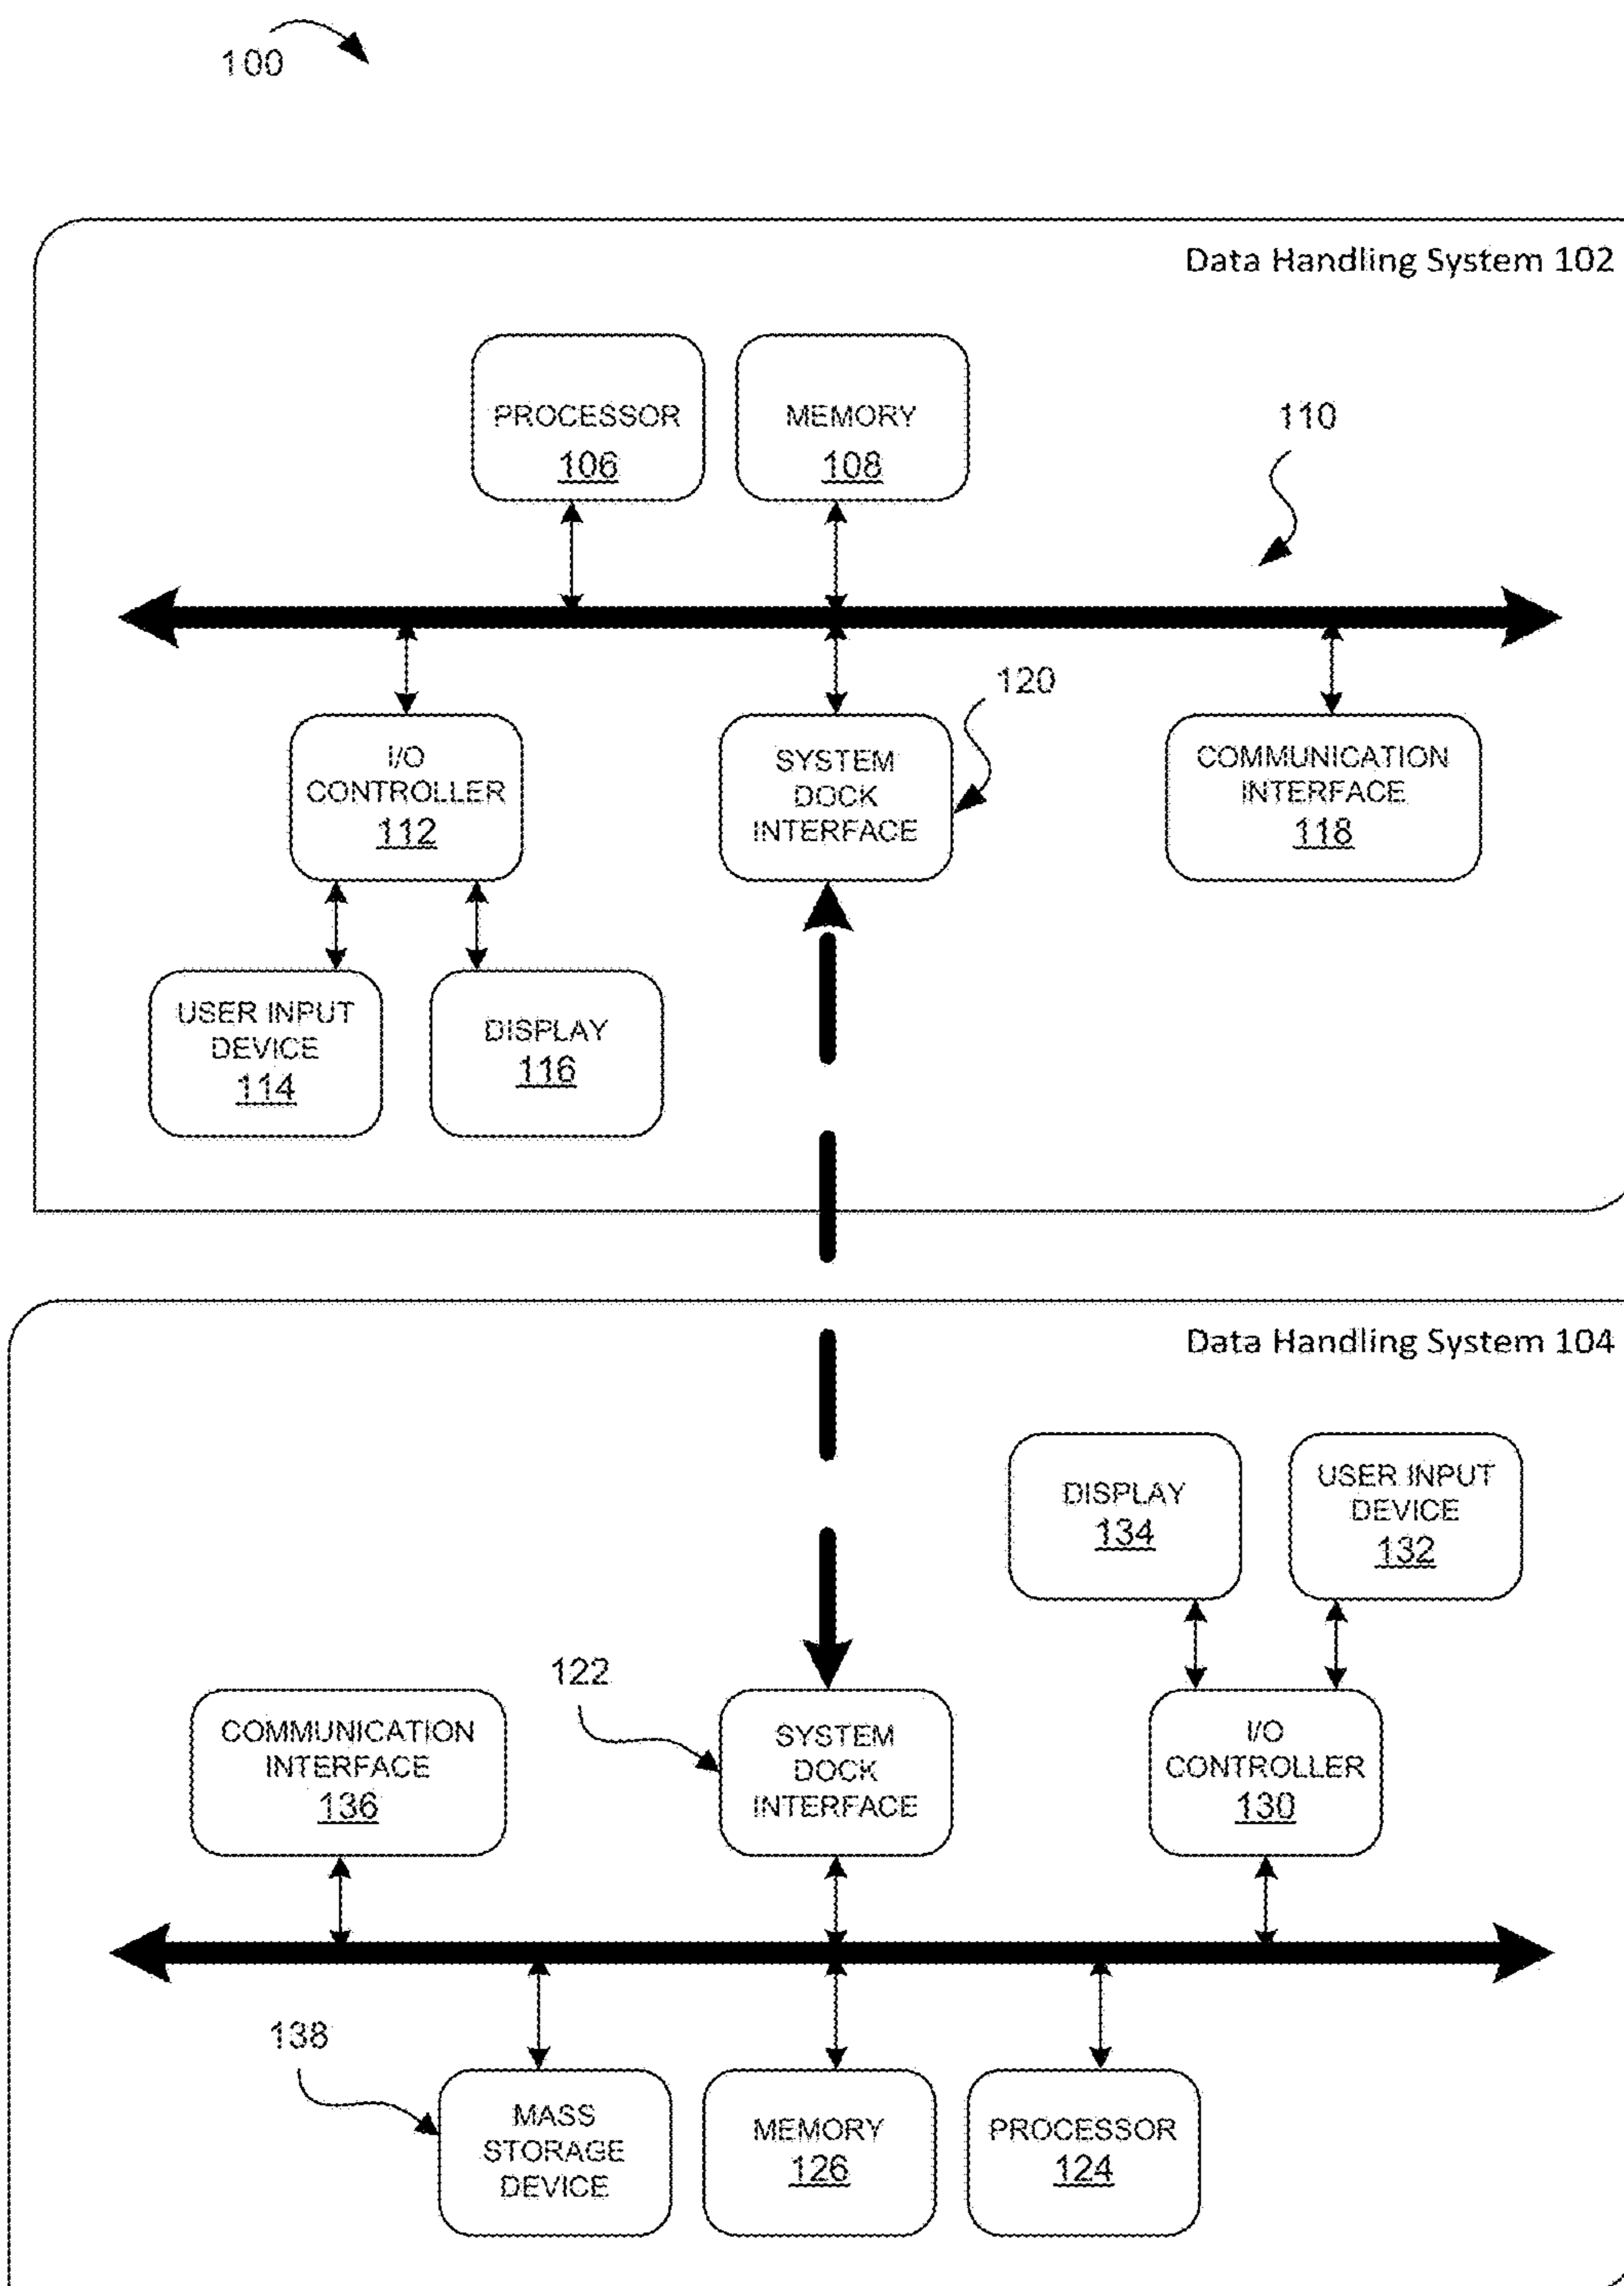 100
Data Handling System 102
PROCESSOR
106
MEMORY
108
110
120
I/O
CONTROLLER
112
SYSTEM
DOCK
INTERFACE
COMMUNICATION
INTERFACE
118
USER INPUT
DEVICE
114
DISPLAY
116
Data Handling System 104
DISPLAY
134
USER INPUT
DEVICE
132
122
COMMUNICATION
INTERFACE
136
SYSTEM
DOCK
INTERFACE
I/O
CONTROLLER
130
138
MASS
STORAGE
DEVICE
MEMORY
126
PROCESSOR
124